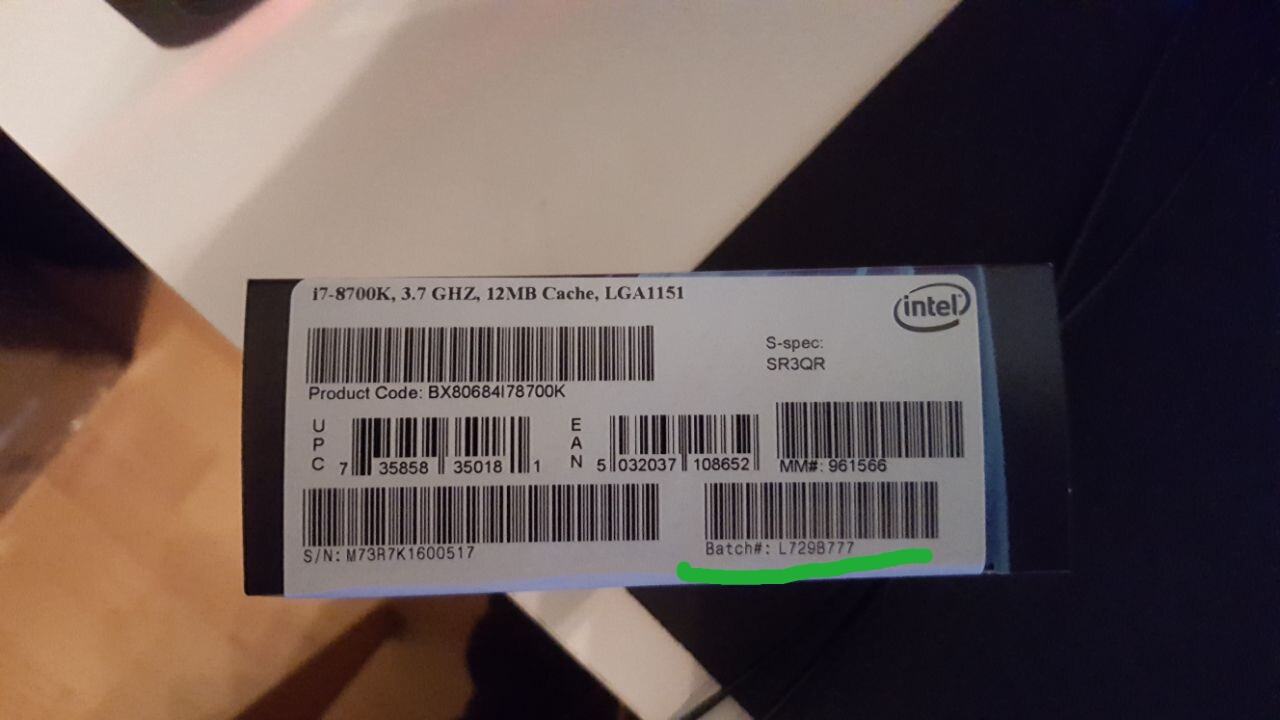 i7-8700K, 3.7 GHZ, 12MB Cache, LGA1151
intel
S-spec:
SR3QR
Product Code: BX80684I78700K
UPC 7 35858 35018 1
EAN 5 032037 108652
MM#: 961566
S/N: M73R7K1600517
Batch#: L729B777